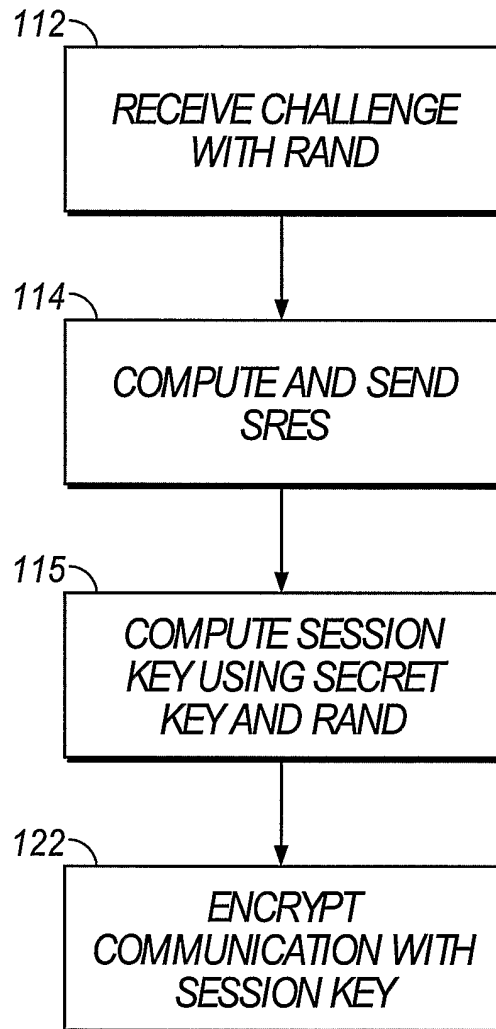 112
RECEIVE CHALLENGE
WITH RAND
114
COMPUTE AND SEND
SRES
115
COMPUTE SESSION
KEY USING SECRET
KEY AND RAND
122
ENCRYPT
COMMUNICATION WITH
SESSION KEY